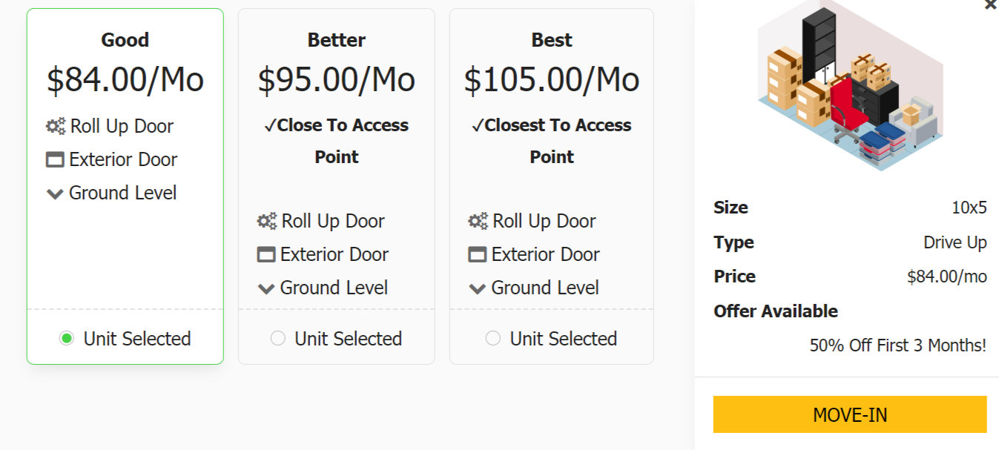 Good
$84.00/Mo
Roll Up Door
Exterior Door
Ground Level
Unit Selected
Better
$95.00/Mo
✓Close To Access
Point
Roll Up Door
Exterior Door
Ground Level
Unit Selected
Best
$105.00/Mo
✓Closest To Access
Point
Roll Up Door
Exterior Door
Ground Level
Unit Selected
Size 10x5
Type Drive Up
Price $84.00/mo
Offer Available
50% Off First 3 Months!
MOVE-IN